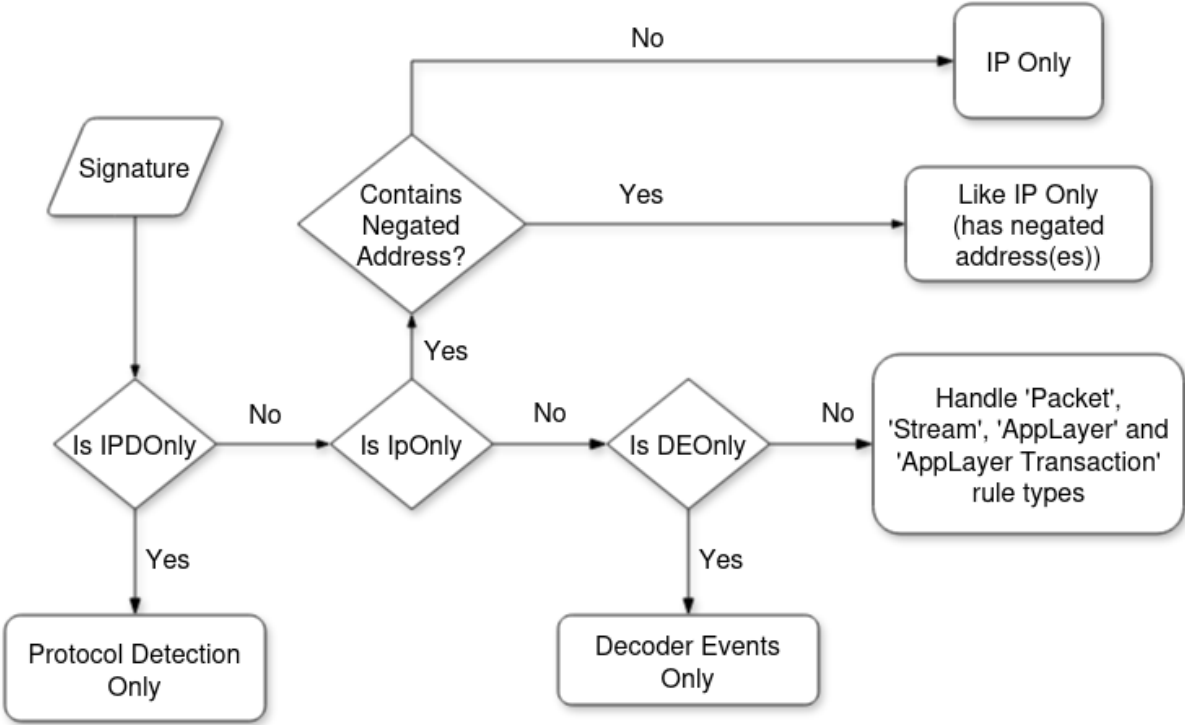 No
IP Only
Signature
Contains
Negated
Address?
Yes
Like IP Only
(has negated
address(es))
Yes
Is IPDOnly
No
Is IpOnly
No
Is DEOnly
No
Handle 'Packet',
'Stream', 'AppLayer' and
'AppLayer Transaction'
rule types
Yes
Yes
Protocol Detection
Only
Decoder Events
Only